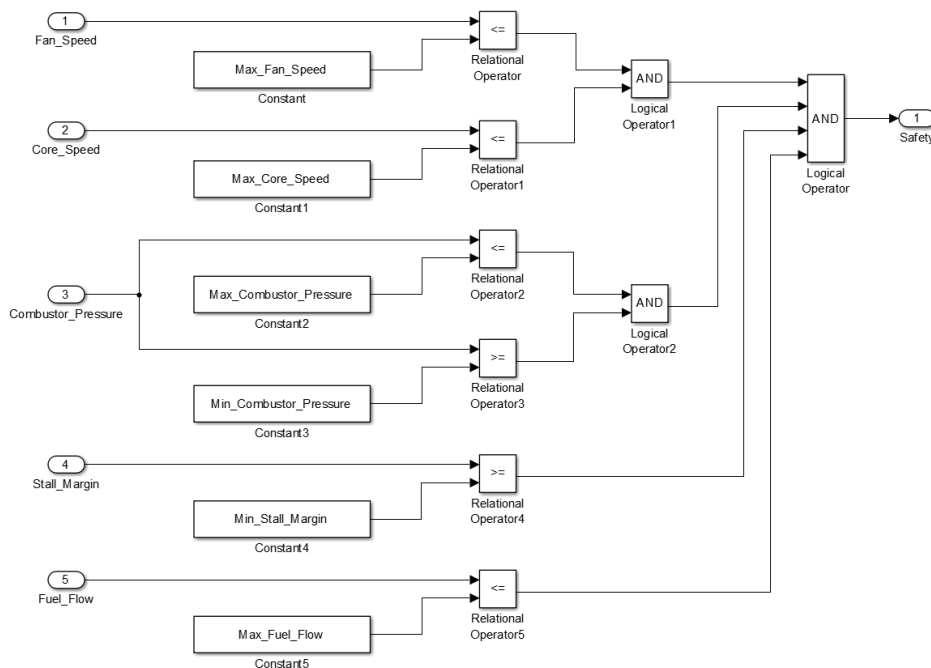 1
Fan_Speed
Max_Fan_Speed
Constant
<=
Relational
Operator
AND
Logical
Operator1
AND
Logical
Operator
1
Safety
2
Core_Speed
Max_Core_Speed
Constant1
<=
Relational
Operator1
3
Combustor_Pressure
Max_Combustor_Pressure
Constant2
<=
Relational
Operator2
AND
Logical
Operator2
Min_Combustor_Pressure
Constant3
>=
Relational
Operator3
4
Stall_Margin
Min_Stall_Margin
Constant4
>=
Relational
Operator4
5
Fuel_Flow
Max_Fuel_Flow
Constant5
<=
Relational
Operator5